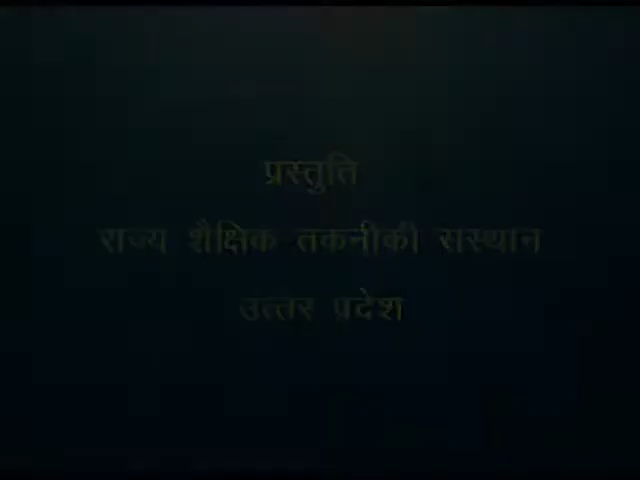 प्रस्तुति
राज्य शैक्षिक तकनीकी संस्थान
उत्तर प्रदेश